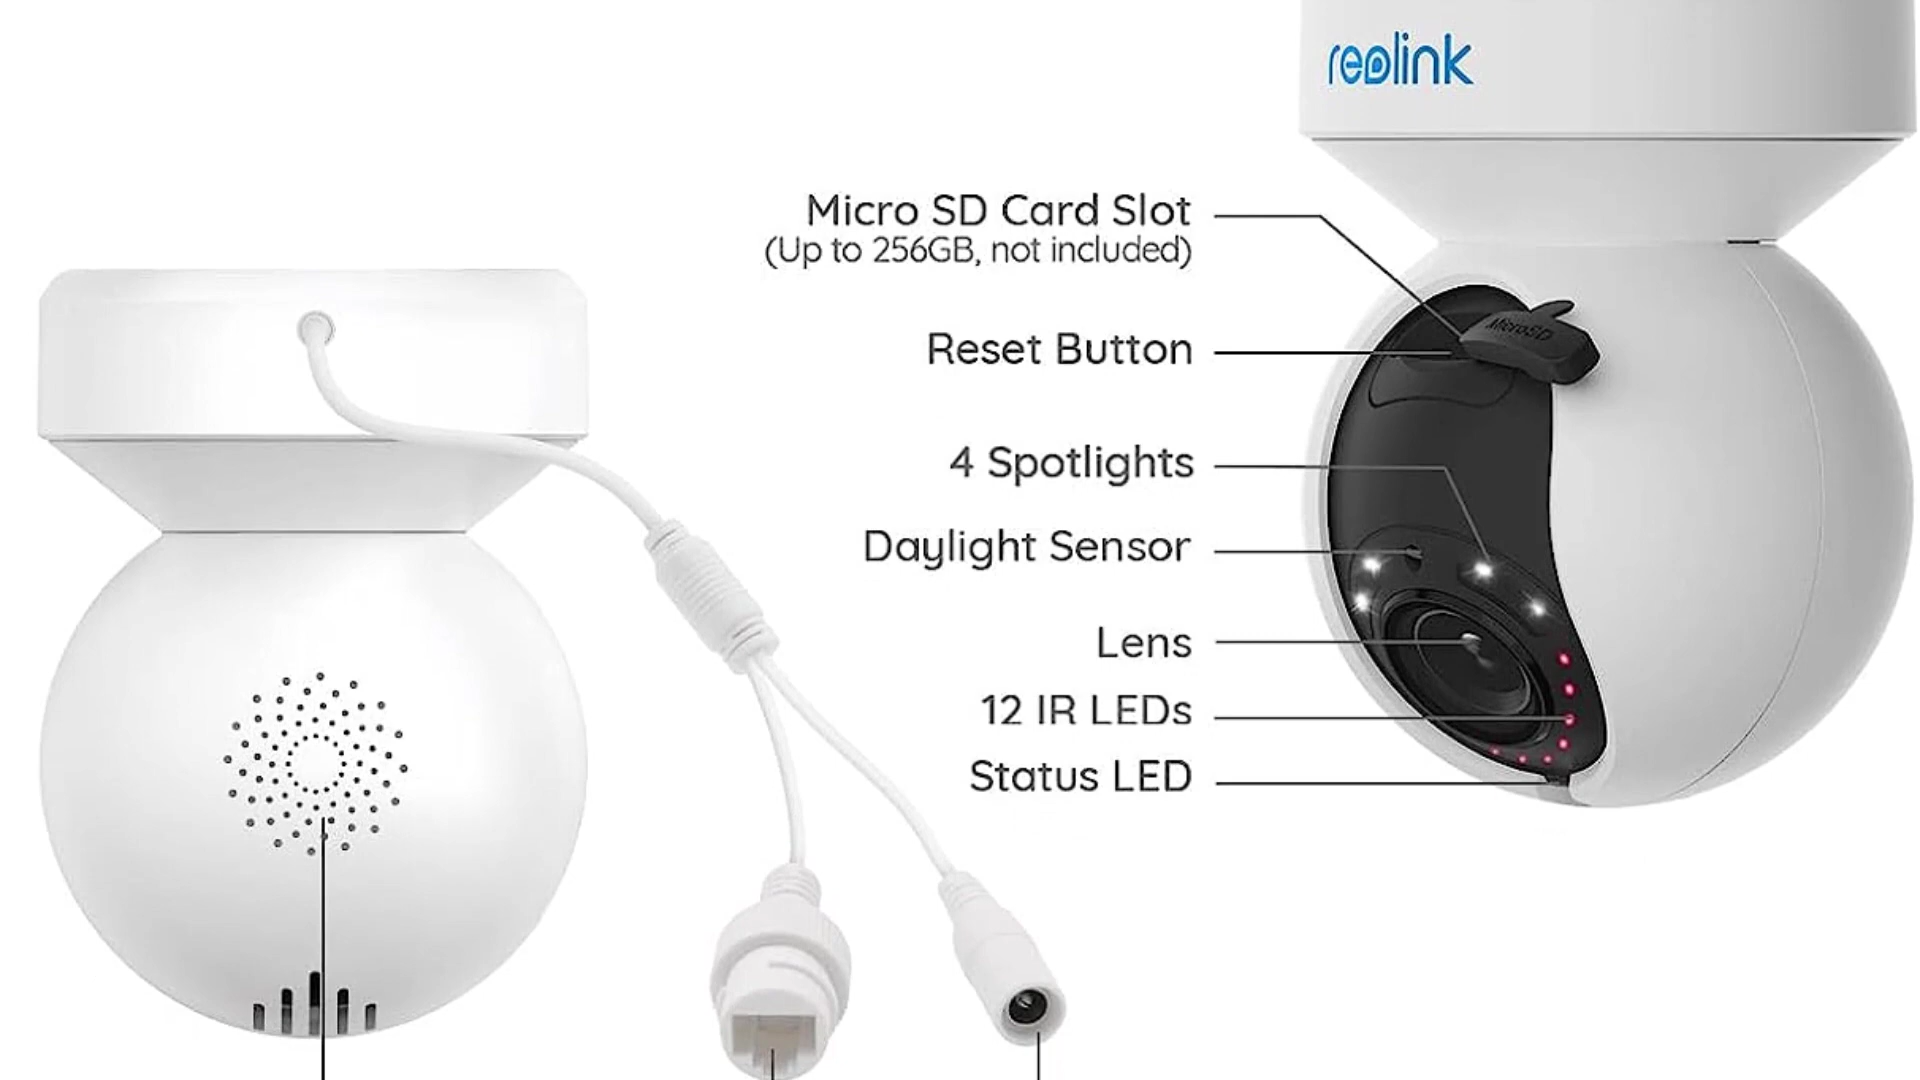 reolink
Micro SD Card Slot
(Up to 256GB, not included)
MicroSD
Reset Button
4 Spotlights
Daylight Sensor
Lens
12 IR LEDs
Status LED